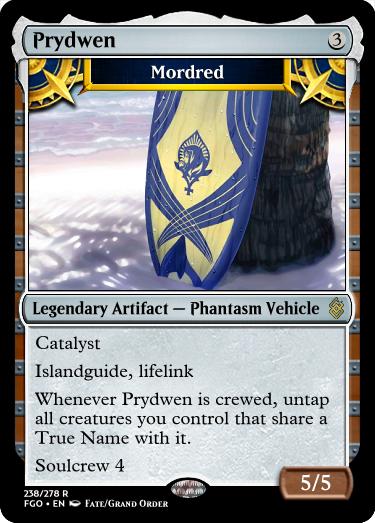 Prydwen 3
Mordred
Legendary Artifact — Phantasm Vehicle
Catalyst
Islandguide, lifelink
Whenever Prydwen is crewed, untap
all creatures you control that share a
True Name with it.
Soulcrew 4
5/5
238/278 R
FGO • EN Fate/Grand Order